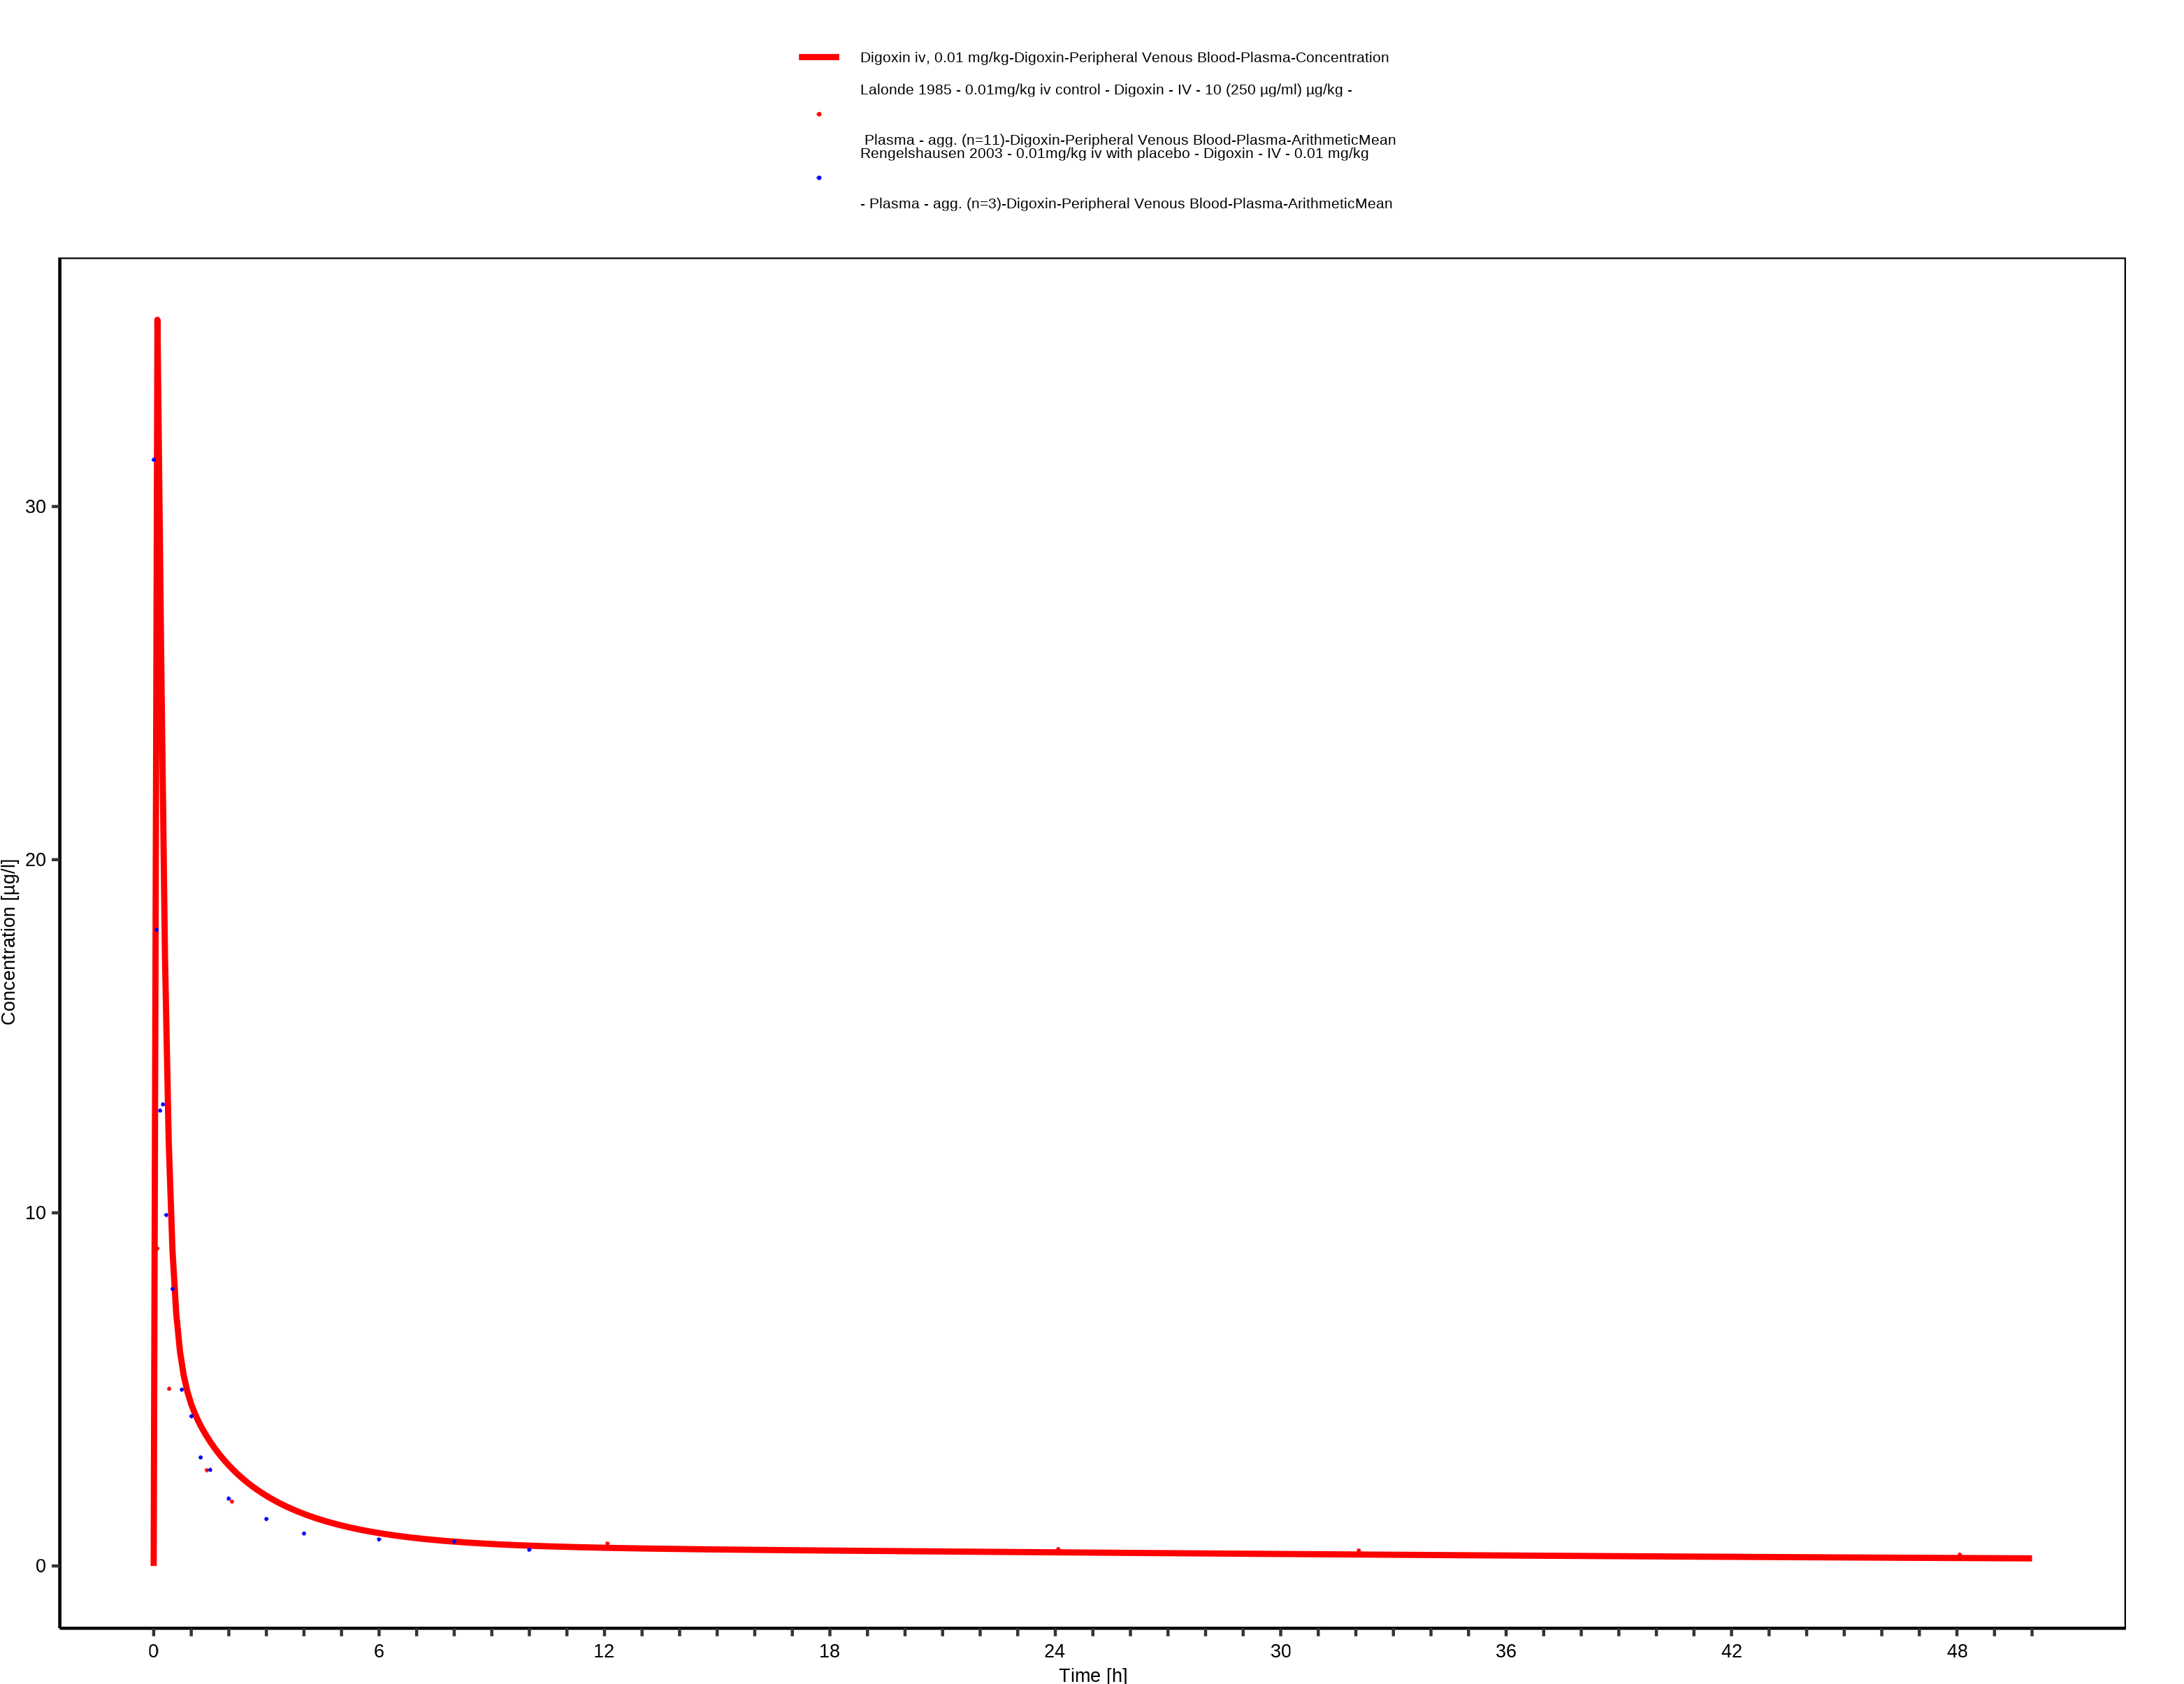 Digoxin iv, 0.01 mg/kg-Digoxin-Peripheral Venous Blood-Plasma-Concentration
Lalonde 1985 - 0.01mg/kg iv control - Digoxin - IV - 10 (250 µg/ml) µg/kg -
Plasma - agg. (n=11)-Digoxin-Peripheral Venous Blood-Plasma-ArithmeticMean
Rengelshausen 2003 - 0.01mg/kg iv with placebo - Digoxin - IV - 0.01 mg/kg
- Plasma - agg. (n=3)-Digoxin-Peripheral Venous Blood-Plasma-ArithmeticMean
30
20
10
0
Concentration [µg/l]
0 6 12 18 24 30 36 42 48
Time [h]